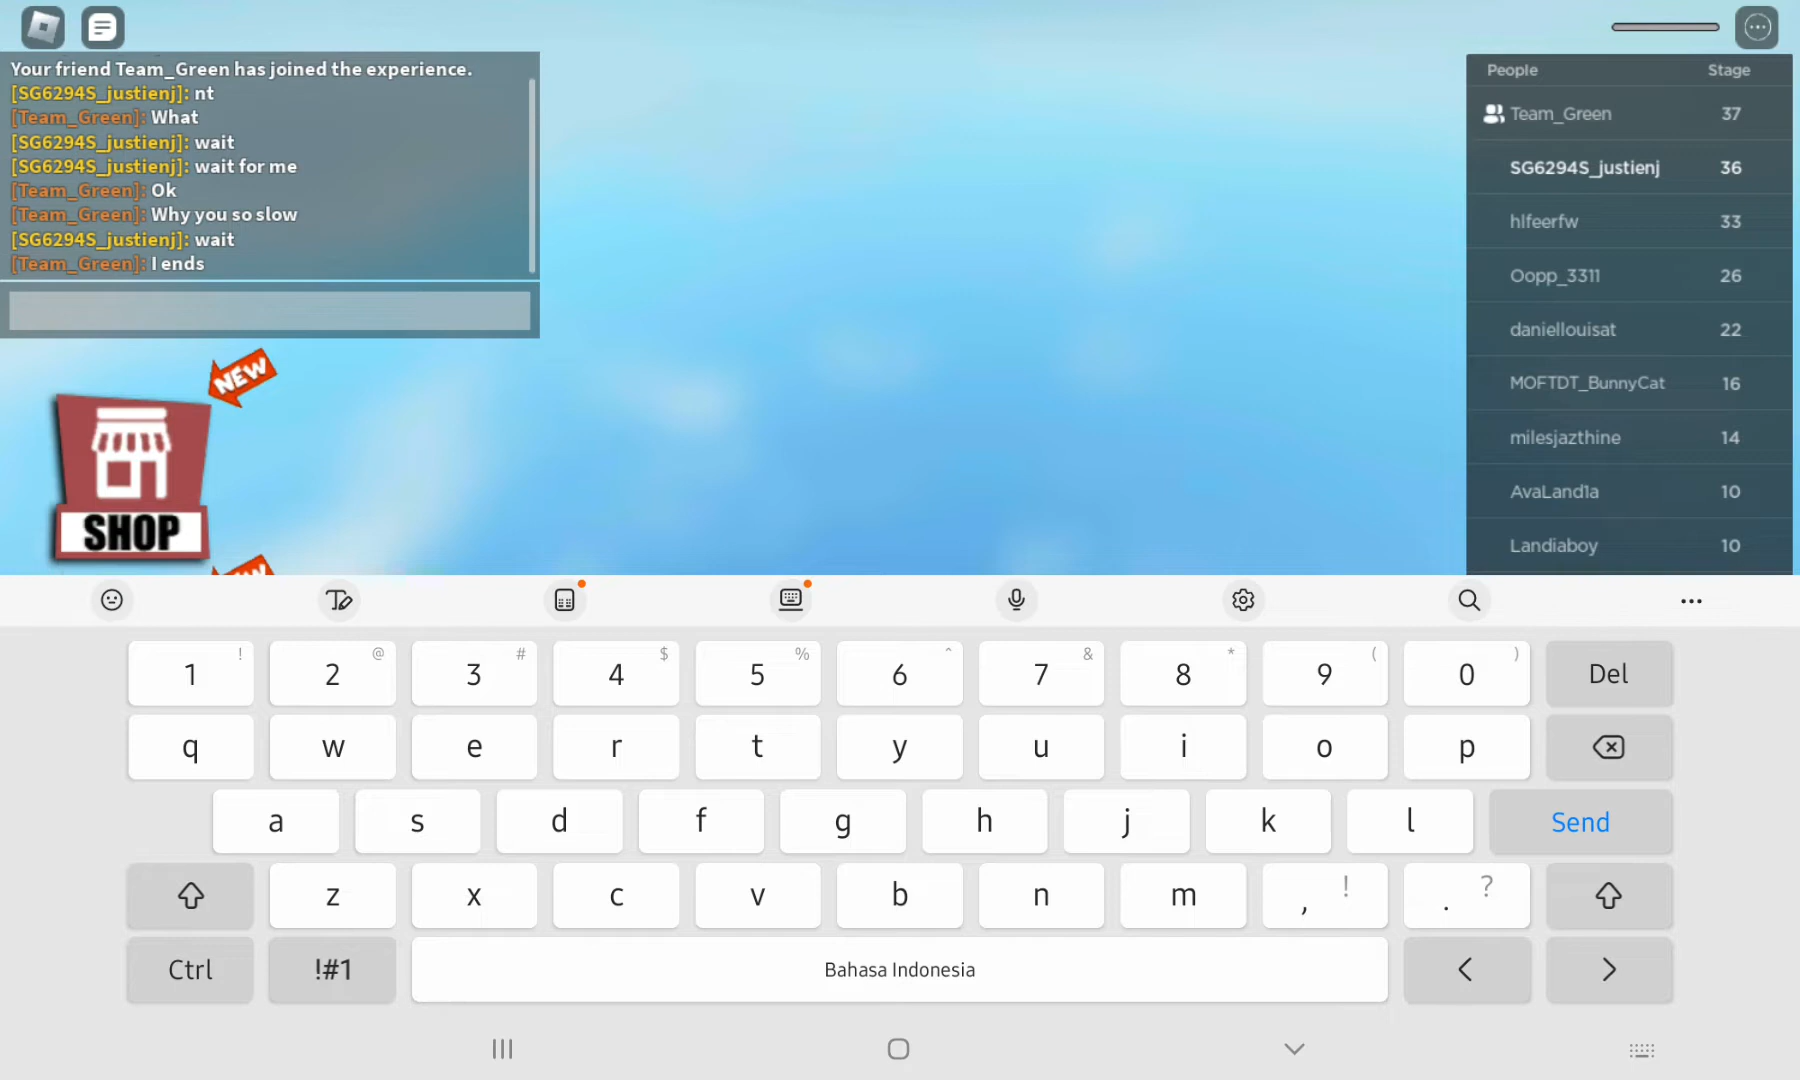 Your friend Team_Green has joined the experience.
[SG6294S_justienj]: nt
[Team_Green]: What
[SG6294S_justienj]: wait
[SG6294S_justienj]: wait for me
[Team_Green]: Ok
[Team_Green]: Why you so slow
[SG6294S_justienj]: wait
[Team_Green]: I ends
NEW
SHOP
People Stage
Team_Green 37
SG6294S_justienj 36
hlfeerfw 33
Oopp_3311 26
daniellouisat 22
MOFTDT_BunnyCat 16
milesjazthine 14
AvaLand1a 10
Landiaboy 10
1 ! 2 @ 3 # 4 $ 5 % 6 ^ 7 & 8 * 9 ( 0 ) Del
q w e r t y u i o p
a s d f g h j k l Send
z x c v b n m , ! . ?
Ctrl !#1 Bahasa Indonesia < >